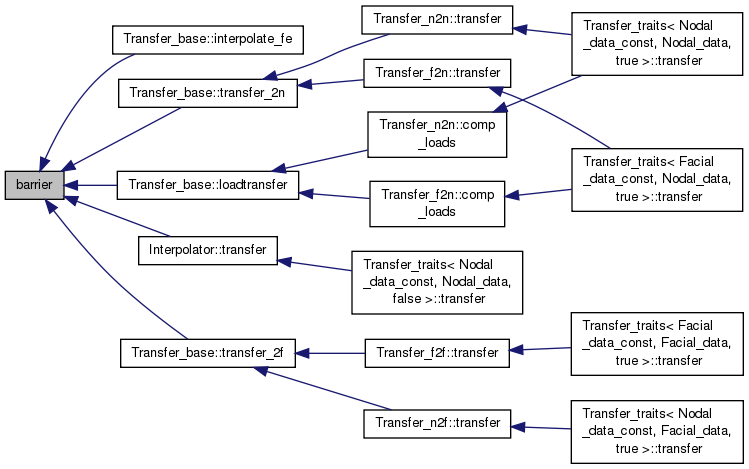 barrier
Transfer_base::interpolate_fe
Transfer_base::transfer_2n
Transfer_base::loadtransfer
Interpolator::transfer
Transfer_base::transfer_2f
Transfer_n2n::transfer
Transfer_f2n::transfer
Transfer_n2n::comp
_loads
Transfer_f2n::comp
_loads
Transfer_traits< Nodal
_data_const, Nodal_data,
false >::transfer
Transfer_f2f::transfer
Transfer_n2f::transfer
Transfer_traits< Nodal
_data_const, Nodal_data,
true >::transfer
Transfer_traits< Facial
_data_const, Nodal_data,
true >::transfer
Transfer_traits< Facial
_data_const, Facial_data,
true >::transfer
Transfer_traits< Nodal
_data_const, Facial_data,
true >::transfer